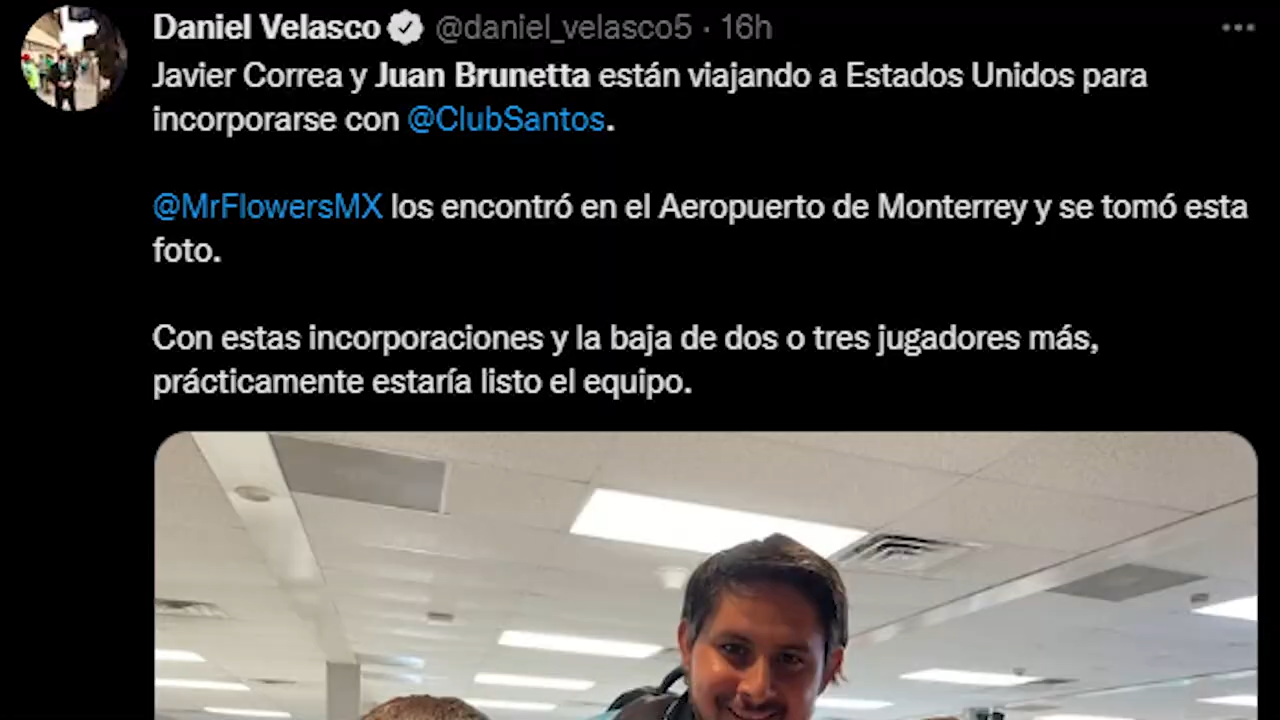 Daniel Velasco @daniel_velasco5 · 16h
Javier Correa y Juan Brunetta están viajando a Estados Unidos para
incorporarse con @ClubSantos.
@MrFlowersMX los encontró en el Aeropuerto de Monterrey y se tomó esta
foto.
Con estas incorporaciones y la baja de dos o tres jugadores más,
prácticamente estaría listo el equipo.